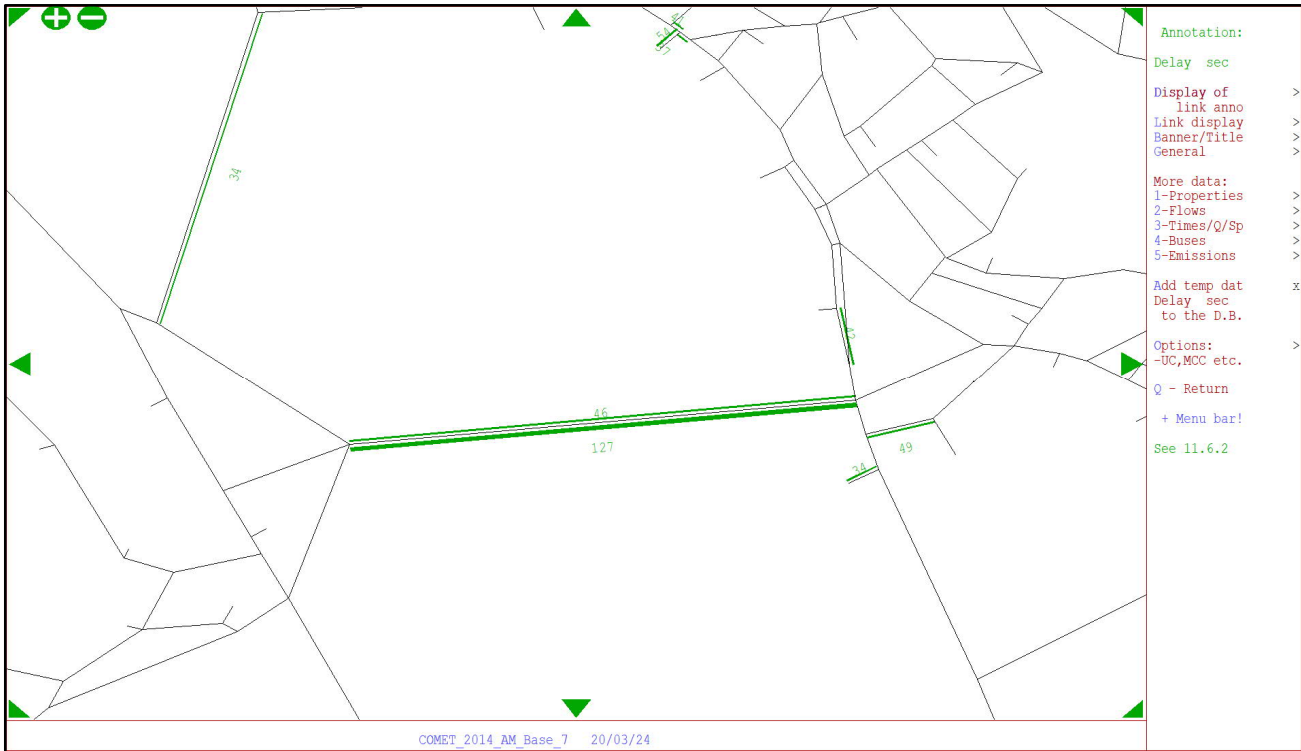 Annotation:
Delay sec
Display of >
link anno
Link display >
Banner/Title >
General >
More data:
1-Properties >
2-Flows >
3-Times/Q/Sp >
4-Buses >
5-Emissions >
Add temp dat x
Delay sec
to the D.B.
Options: >
-UC,MCC etc.
Q - Return
+ Menu bar!
See 11.6.2
54
34
42
46
127
49
34
COMET_2014_AM_Base_7 20/03/24